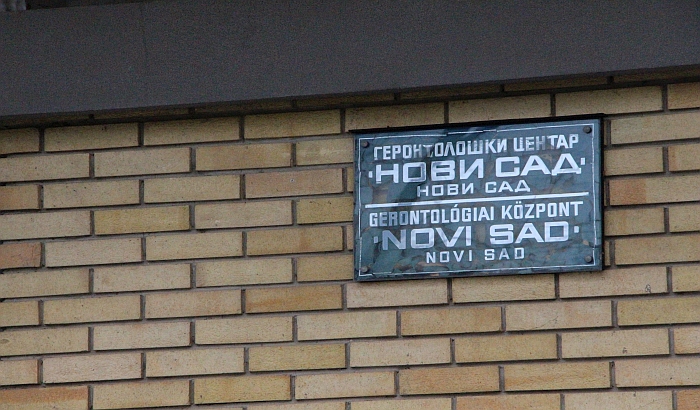 ГЕРОНТОЛОШКИ ЦЕНТАР
·НОВИ САД·
НОВИ САД
GERONTOLÓGIAI KÖZPONT
·NOVI SAD·
NOVI SAD